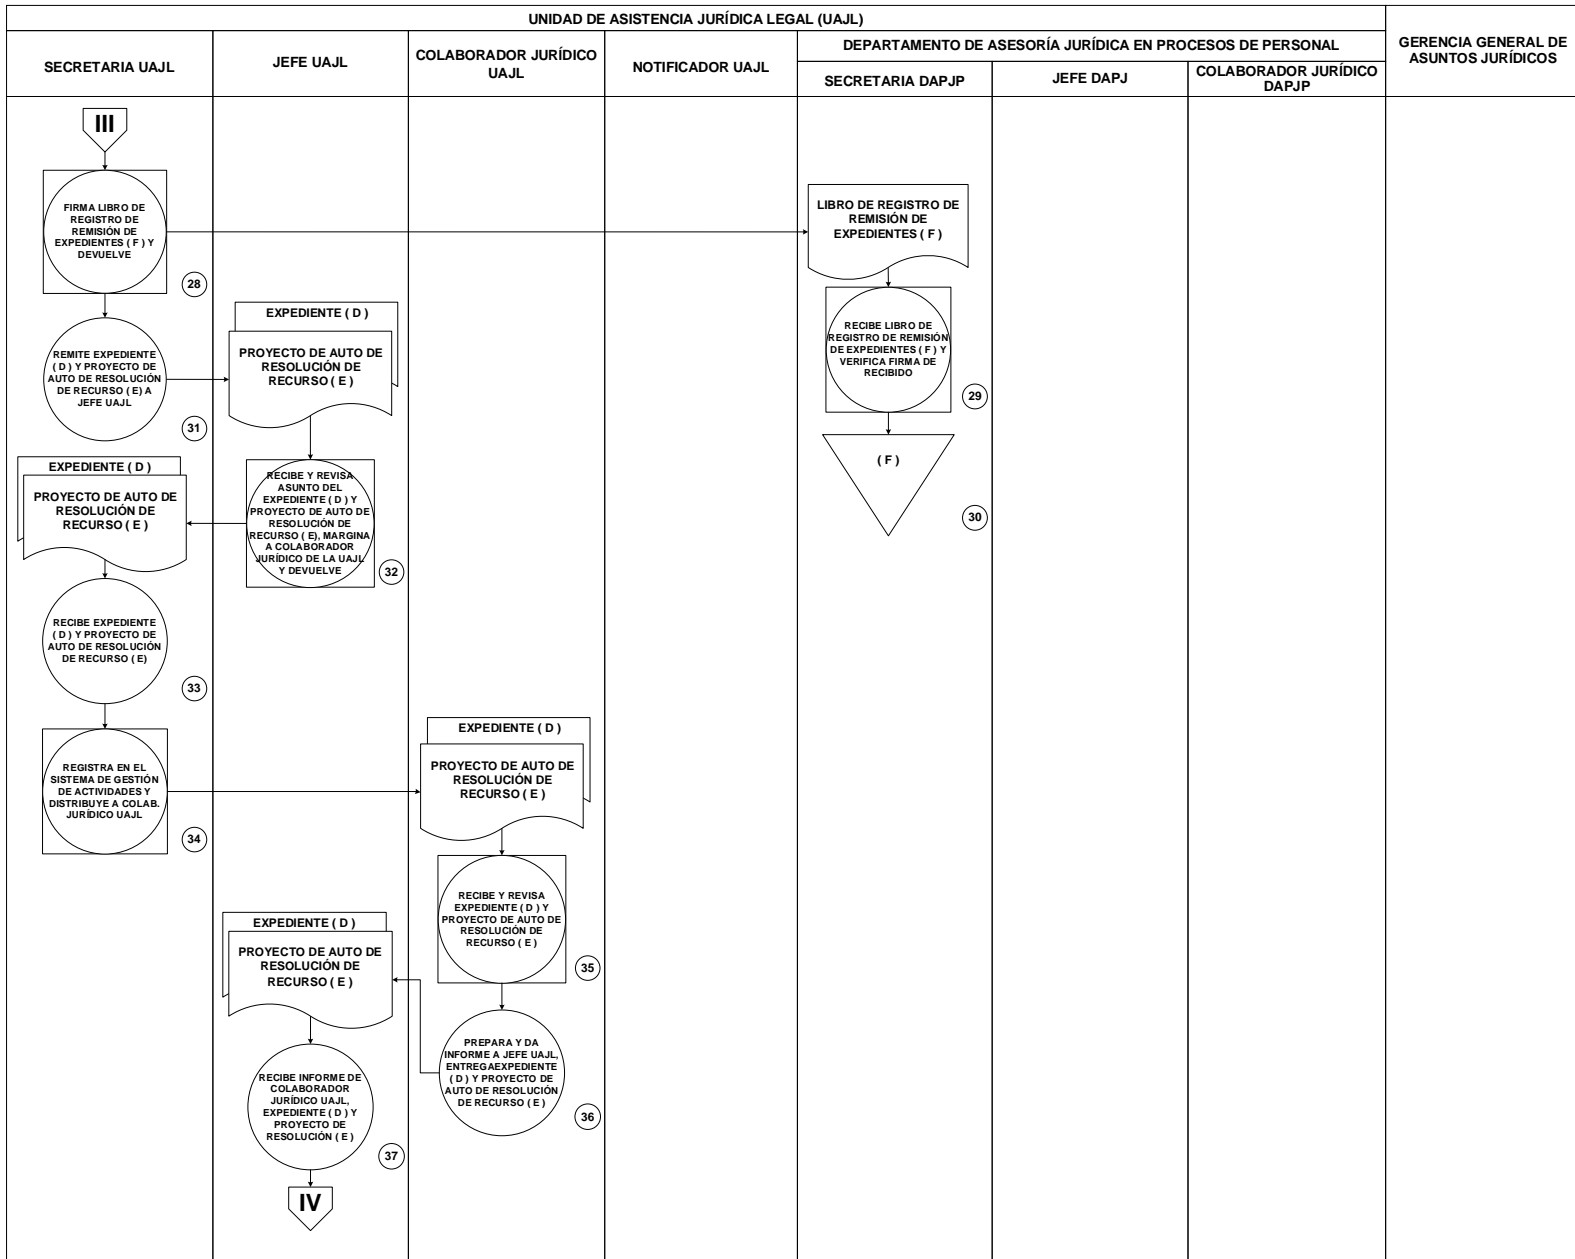 UNIDAD DE ASISTENCIA JURÍDICA LEGAL (UAJL)
GERENCIA GENERAL DE
ASUNTOS JURÍDICOS
SECRETARIA UAJL
JEFE UAJL
COLABORADOR JURÍDICO
UAJL
NOTIFICADOR UAJL
DEPARTAMENTO DE ASESORÍA JURÍDICA EN PROCESOS DE PERSONAL
SECRETARIA DAPJP
JEFE DAPJ
COLABORADOR JURÍDICO
DAPJP
III
FIRMA LIBRO DE
REGISTRO DE
REMISIÓN DE
EXPEDIENTES ( F ) Y
DEVUELVE
28
LIBRO DE REGISTRO DE
REMISIÓN DE
EXPEDIENTES ( F )
RECIBE LIBRO DE
REGISTRO DE REMISIÓN
DE EXPEDIENTES ( F ) Y
VERIFICA FIRMA DE
RECIBIDO
29
( F )
30
REMITE EXPEDIENTE
( D ) Y PROYECTO DE
AUTO DE RESOLUCIÓN
DE RECURSO ( E) A
JEFE UAJL
31
EXPEDIENTE ( D )
PROYECTO DE AUTO DE
RESOLUCIÓN DE
RECURSO ( E )
RECIBE Y REVISA
ASUNTO DEL
EXPEDIENTE ( D ) Y
PROYECTO DE AUTO DE
RESOLUCIÓN DE
RECURSO ( E), MARGINA
A COLABORADOR
JURÍDICO DE LA UAJL
Y DEVUELVE
32
EXPEDIENTE ( D )
PROYECTO DE AUTO DE
RESOLUCIÓN DE
RECURSO ( E )
RECIBE EXPEDIENTE
( D ) Y PROYECTO DE
AUTO DE RESOLUCIÓN
DE RECURSO ( E)
33
REGISTRA EN EL
SISTEMA DE GESTIÓN
DE ACTIVIDADES Y
DISTRIBUYE A COLAB.
JURÍDICO UAJL
34
EXPEDIENTE ( D )
PROYECTO DE AUTO DE
RESOLUCIÓN DE
RECURSO ( E )
RECIBE Y REVISA
EXPEDIENTE ( D ) Y
PROYECTO DE AUTO DE
RESOLUCIÓN DE
RECURSO ( E )
35
PREPARA Y DA
INFORME A JEFE UAJL,
ENTREGAEXPEDIENTE
( D ) Y PROYECTO DE
AUTO DE RESOLUCIÓN
DE RECURSO ( E )
36
EXPEDIENTE ( D )
PROYECTO DE AUTO DE
RESOLUCIÓN DE
RECURSO ( E )
RECIBE INFORME DE
COLABORADOR
JURÍDICO UAJL,
EXPEDIENTE ( D ) Y
PROYECTO DE
RESOLUCIÓN ( E )
37
IV